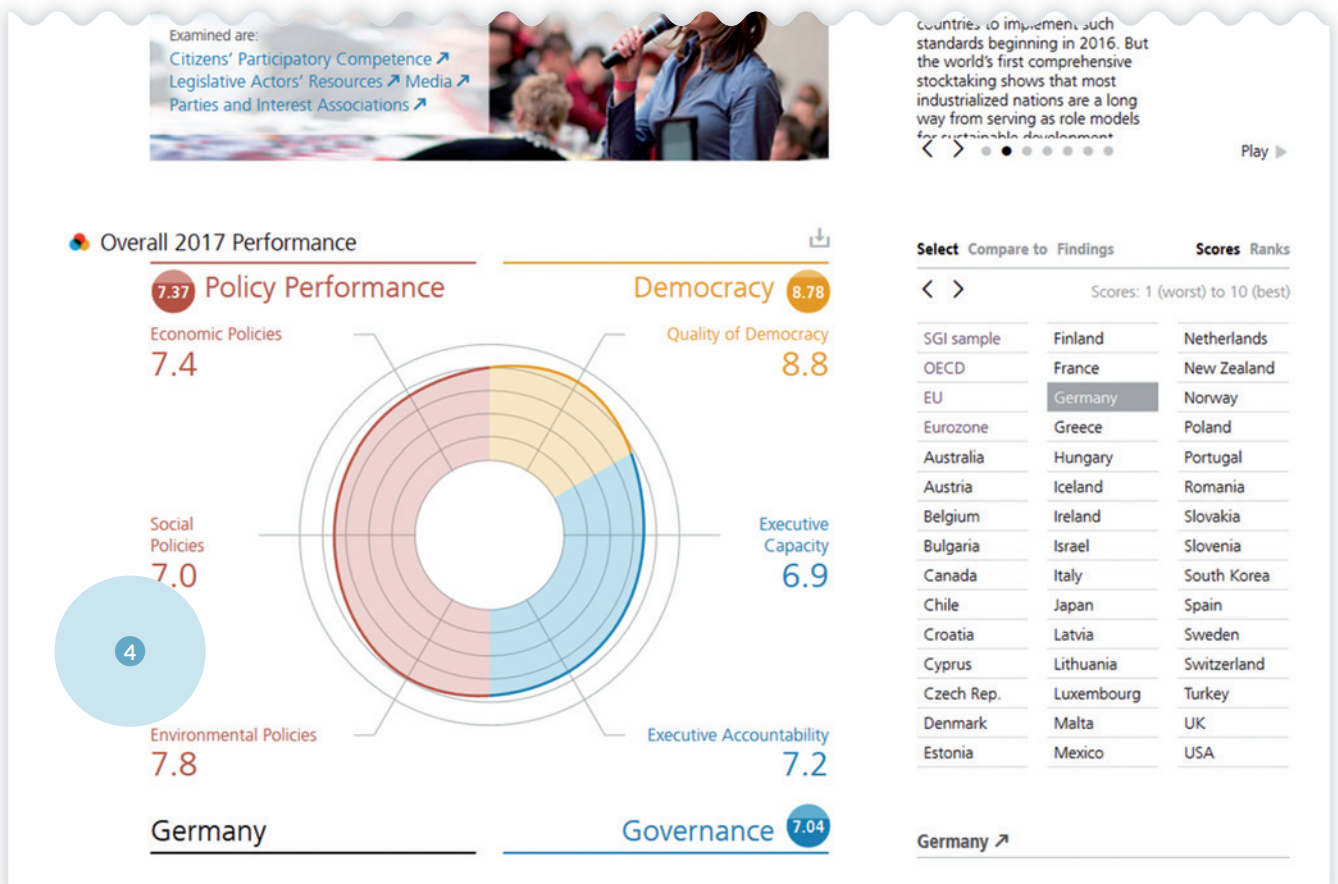 Examined are:
Citizens' Participatory Competence ↗
Legislative Actors' Resources ↗ Media ↗
Parties and Interest Associations ↗
countries to implement such
standards beginning in 2016. But
the world's first comprehensive
stocktaking shows that most
industrialized nations are a long
way from serving as role models
for sustainable development
Play
Overall 2017 Performance
7.37 Policy Performance
Democracy 8.78
Economic Policies
7.4
Quality of Democracy
8.8
Social
Policies
7.0
Executive
Capacity
6.9
4
Environmental Policies
7.8
Executive Accountability
7.2
Germany
Governance 7.04
Select Compare to Findings Scores Ranks
Scores: 1 (worst) to 10 (best)
SGI sample Finland Netherlands
OECD France New Zealand
EU Germany Norway
Eurozone Greece Poland
Australia Hungary Portugal
Austria Iceland Romania
Belgium Ireland Slovakia
Bulgaria Israel Slovenia
Canada Italy South Korea
Chile Japan Spain
Croatia Latvia Sweden
Cyprus Lithuania Switzerland
Czech Rep. Luxembourg Turkey
Denmark Malta UK
Estonia Mexico USA
Germany ↗